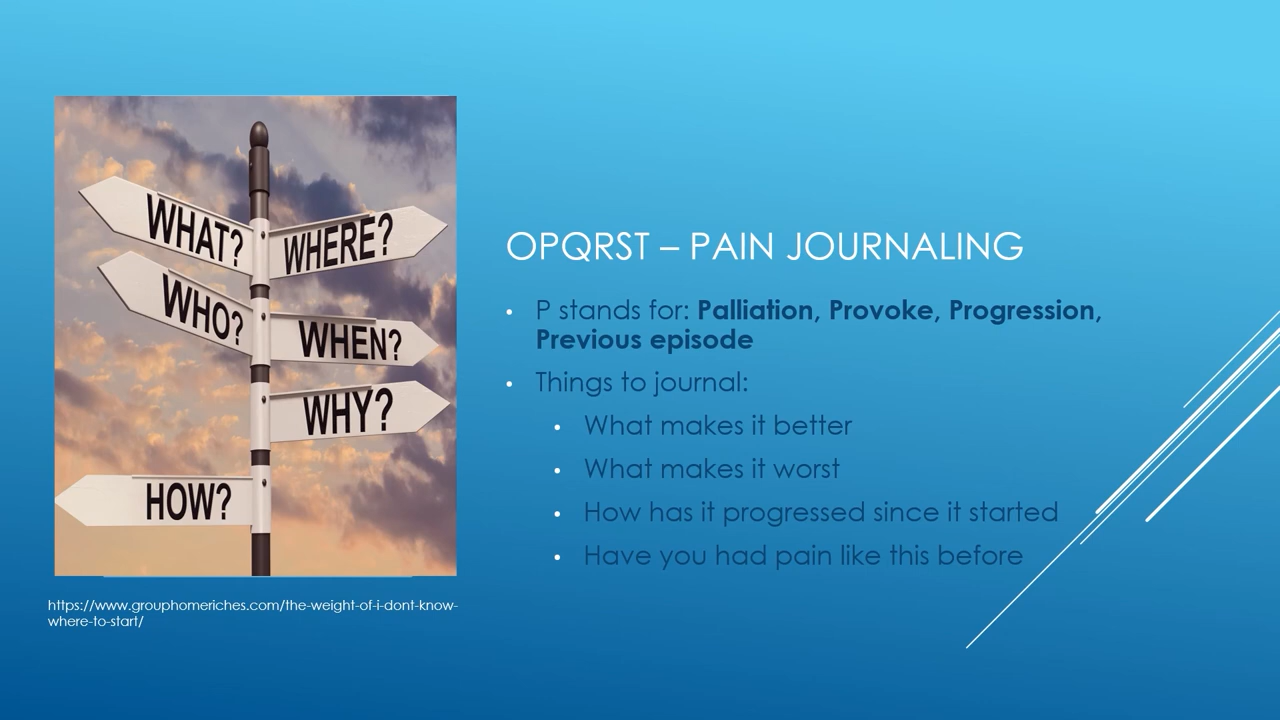 WHAT?
WHERE?
WHO?
WHEN?
WHY?
HOW?
https://www.grouphomeriches.com/the-weight-of-i-dont-know-
where-to-start/
OPQRST – PAIN JOURNALING
P stands for: Palliation, Provoke, Progression,
Previous episode
Things to journal:
What makes it better
What makes it worst
How has it progressed since it started
Have you had pain like this before